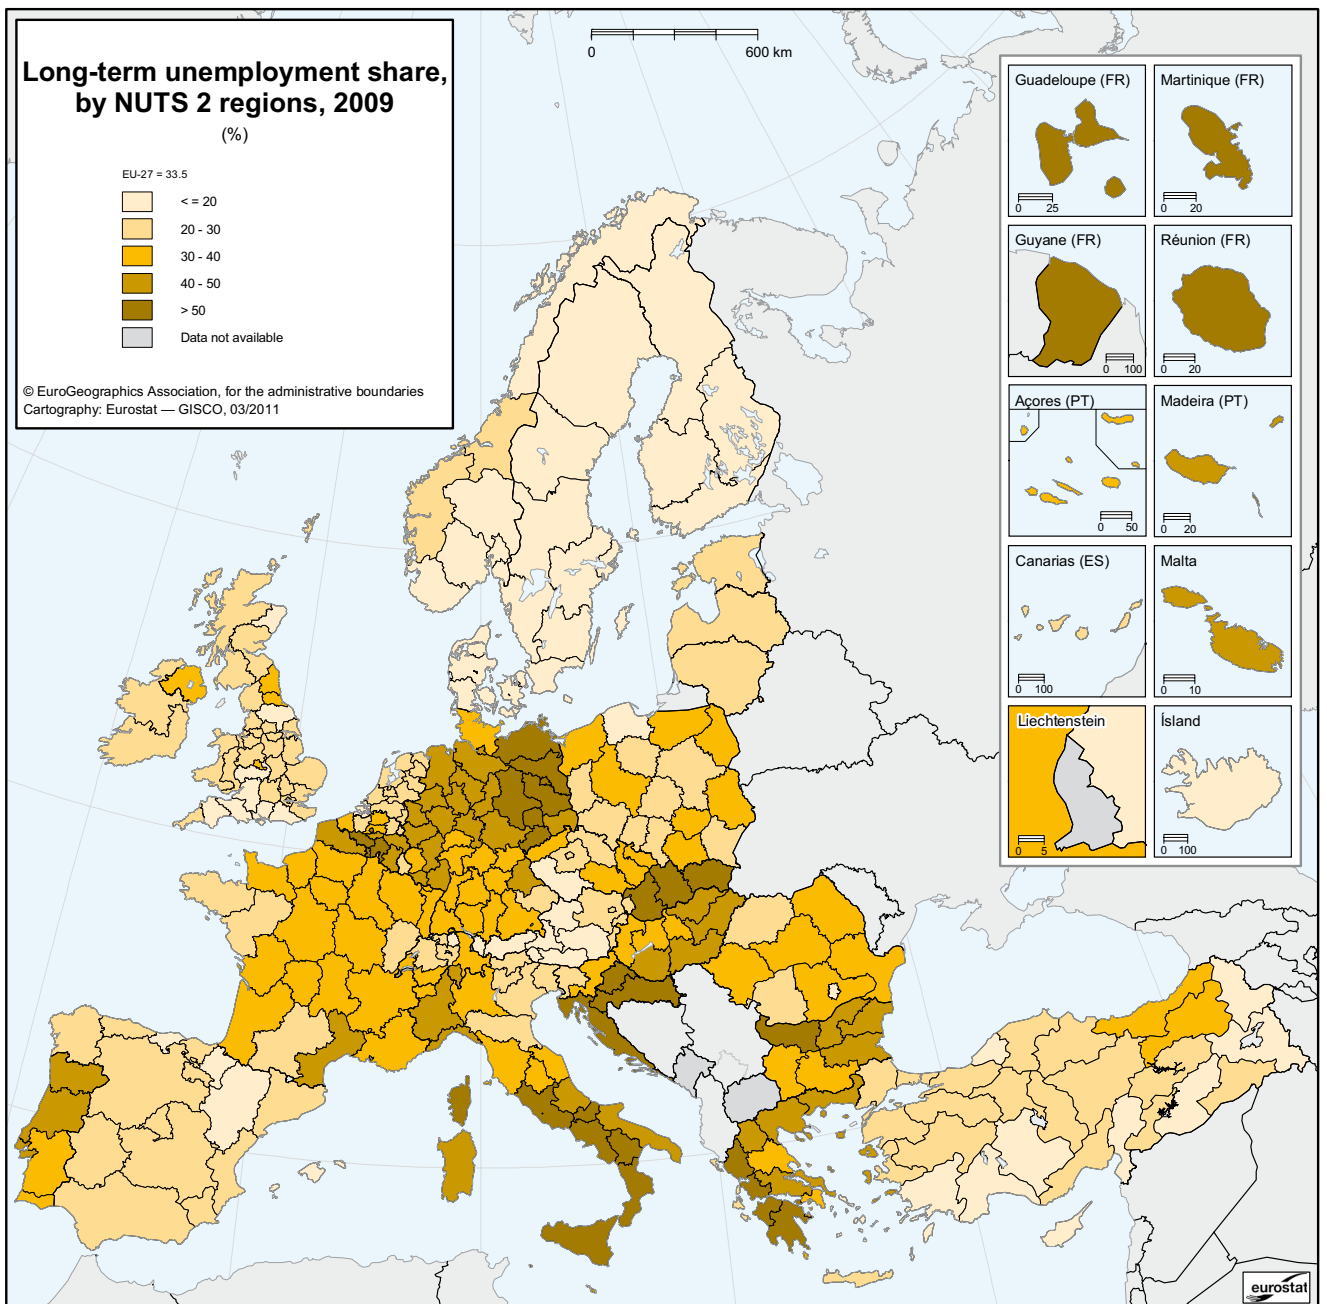 Long-term unemployment share,
by NUTS 2 regions, 2009
(%)
EU-27 = 33.5
< = 20
20 - 30
30 - 40
40 - 50
> 50
Data not available
© EuroGeographics Association, for the administrative boundaries
Cartography: Eurostat — GISCO, 03/2011
0 600 km
Guadeloupe (FR)
0 25
Martinique (FR)
0 20
Guyane (FR)
0 100
Réunion (FR)
0 20
Açores (PT)
0 50
Madeira (PT)
0 20
Canarias (ES)
0 100
Malta
0 10
Liechtenstein
0 5
Ísland
0 100
eurostat